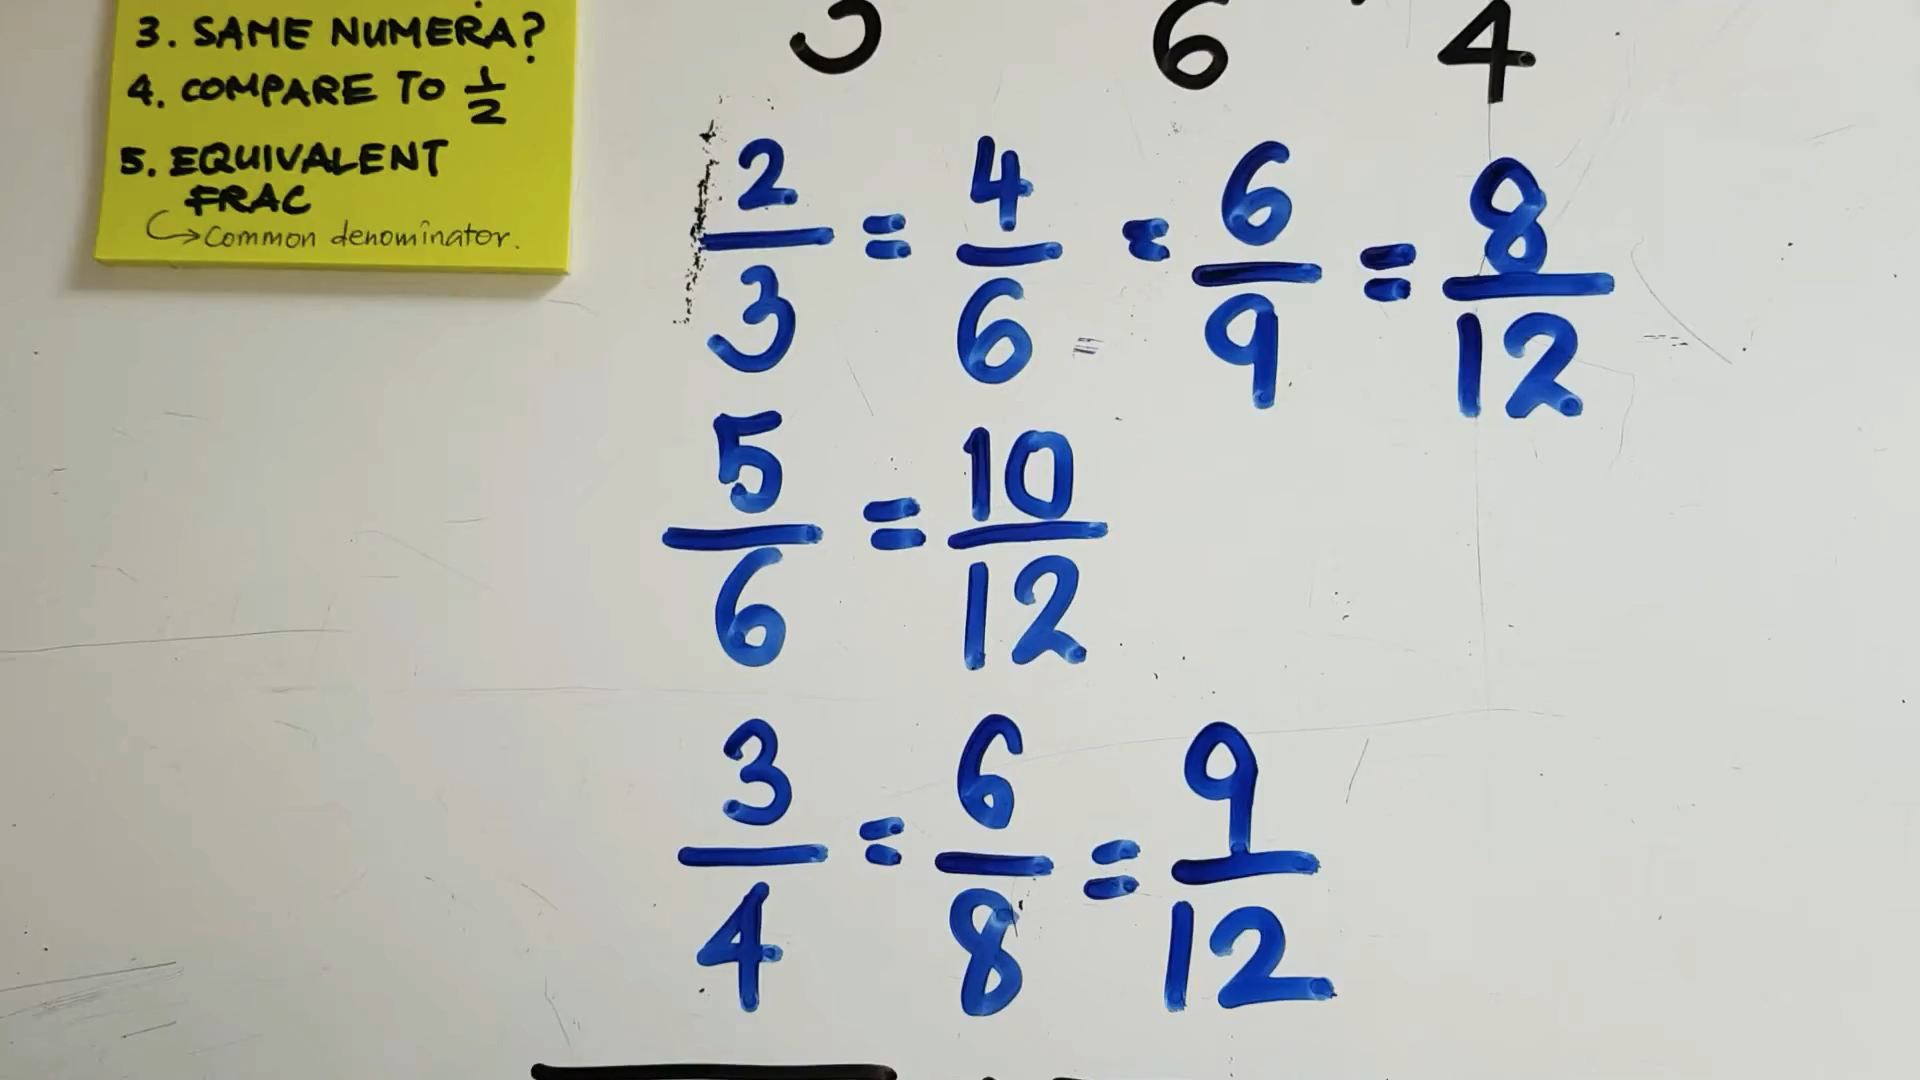 3. SAME NUMERA?
4. COMPARE TO 1/2
5. EQUIVALENT
FRAC
↳ Common denominator.
3 6 4
2/3 = 4/6 = 6/9 = 8/12
5/6 = 10/12
3/4 = 6/8 = 9/12